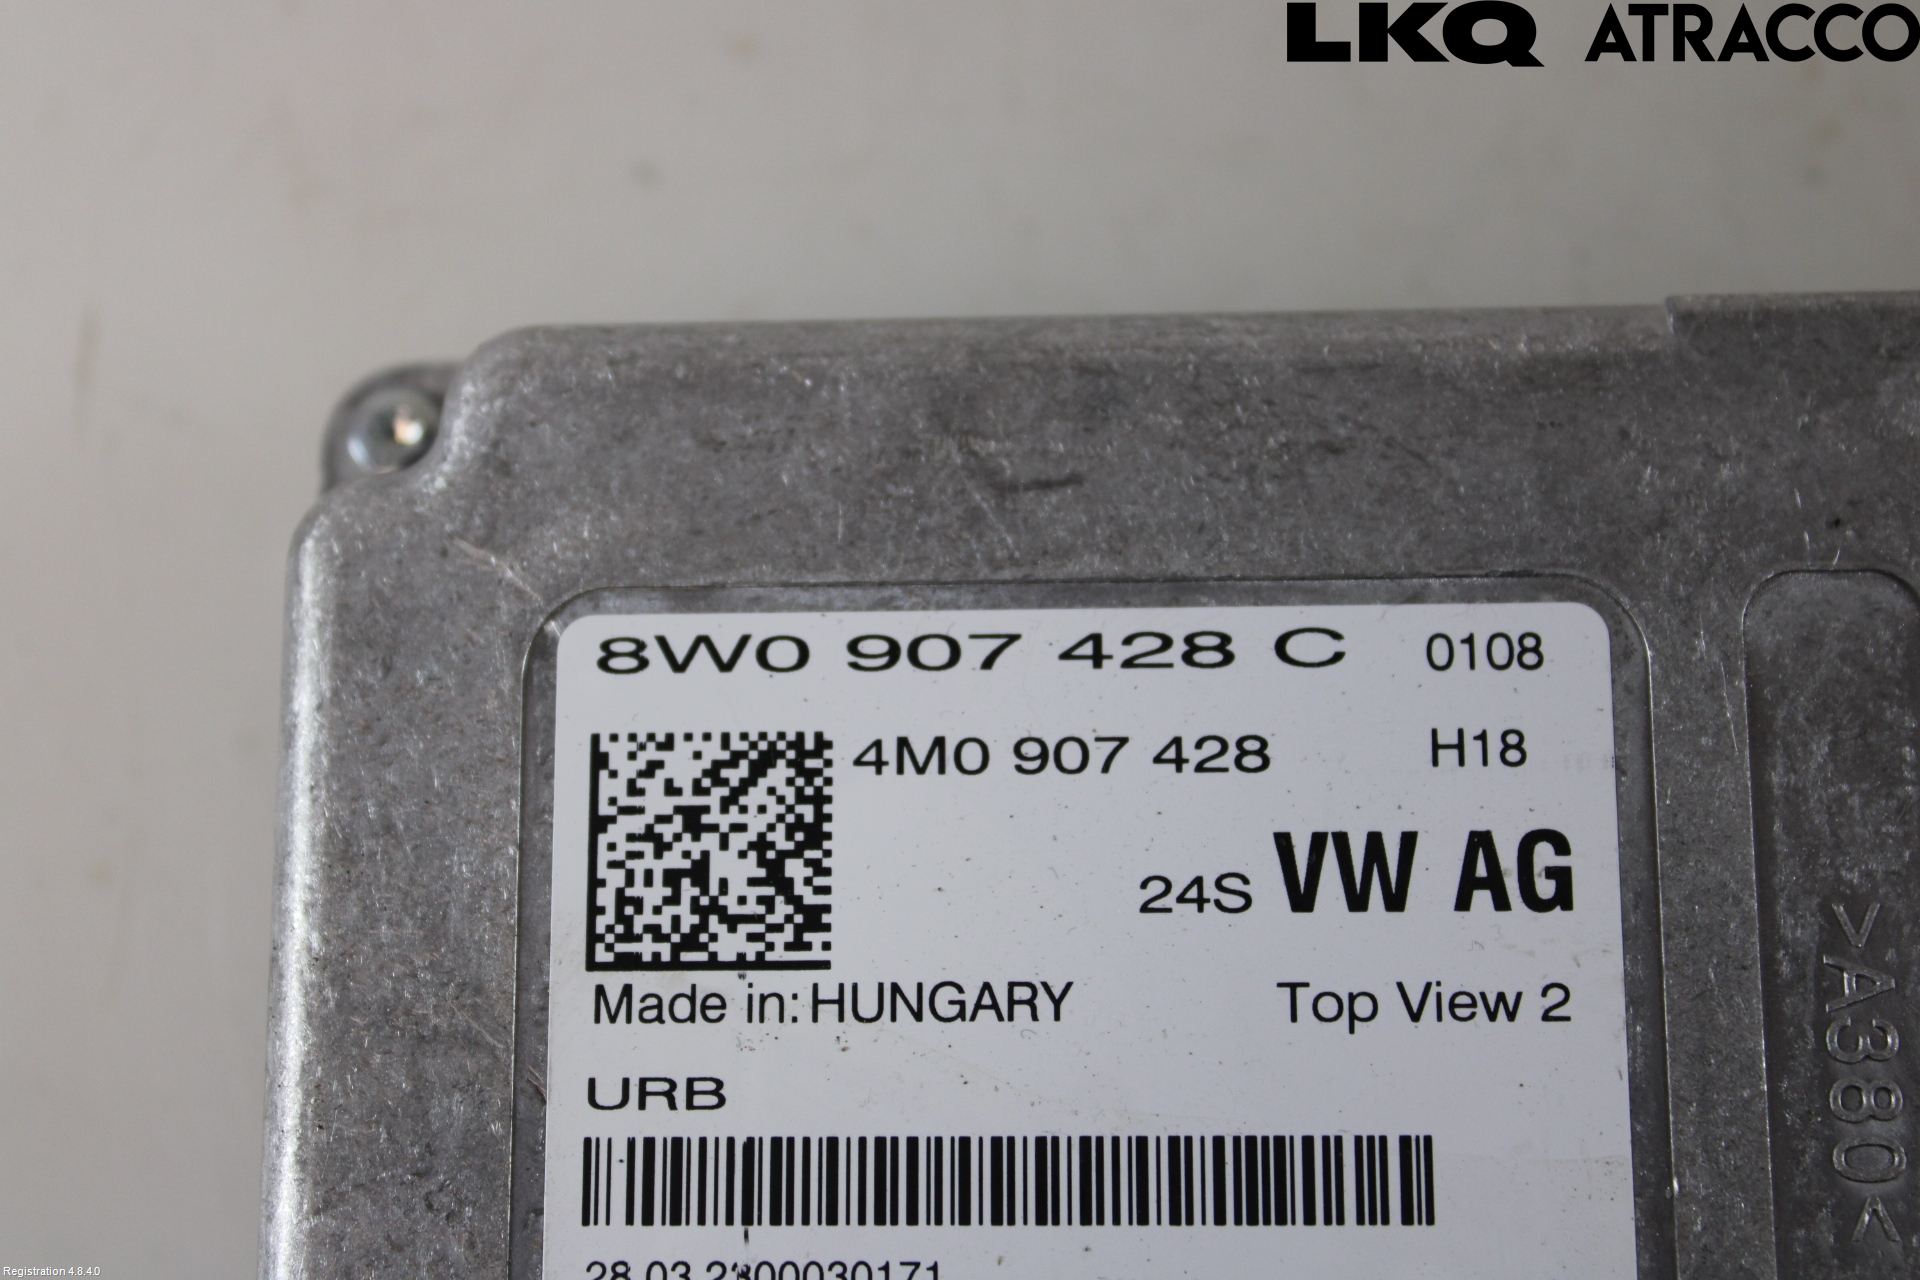 LKQ ATRACCO
8W0 907 428 C 0108
4M0 907 428 H18
24S VW AG
Made in: HUNGARY Top View 2
URB
>A380<
Registration 4.8.4.0